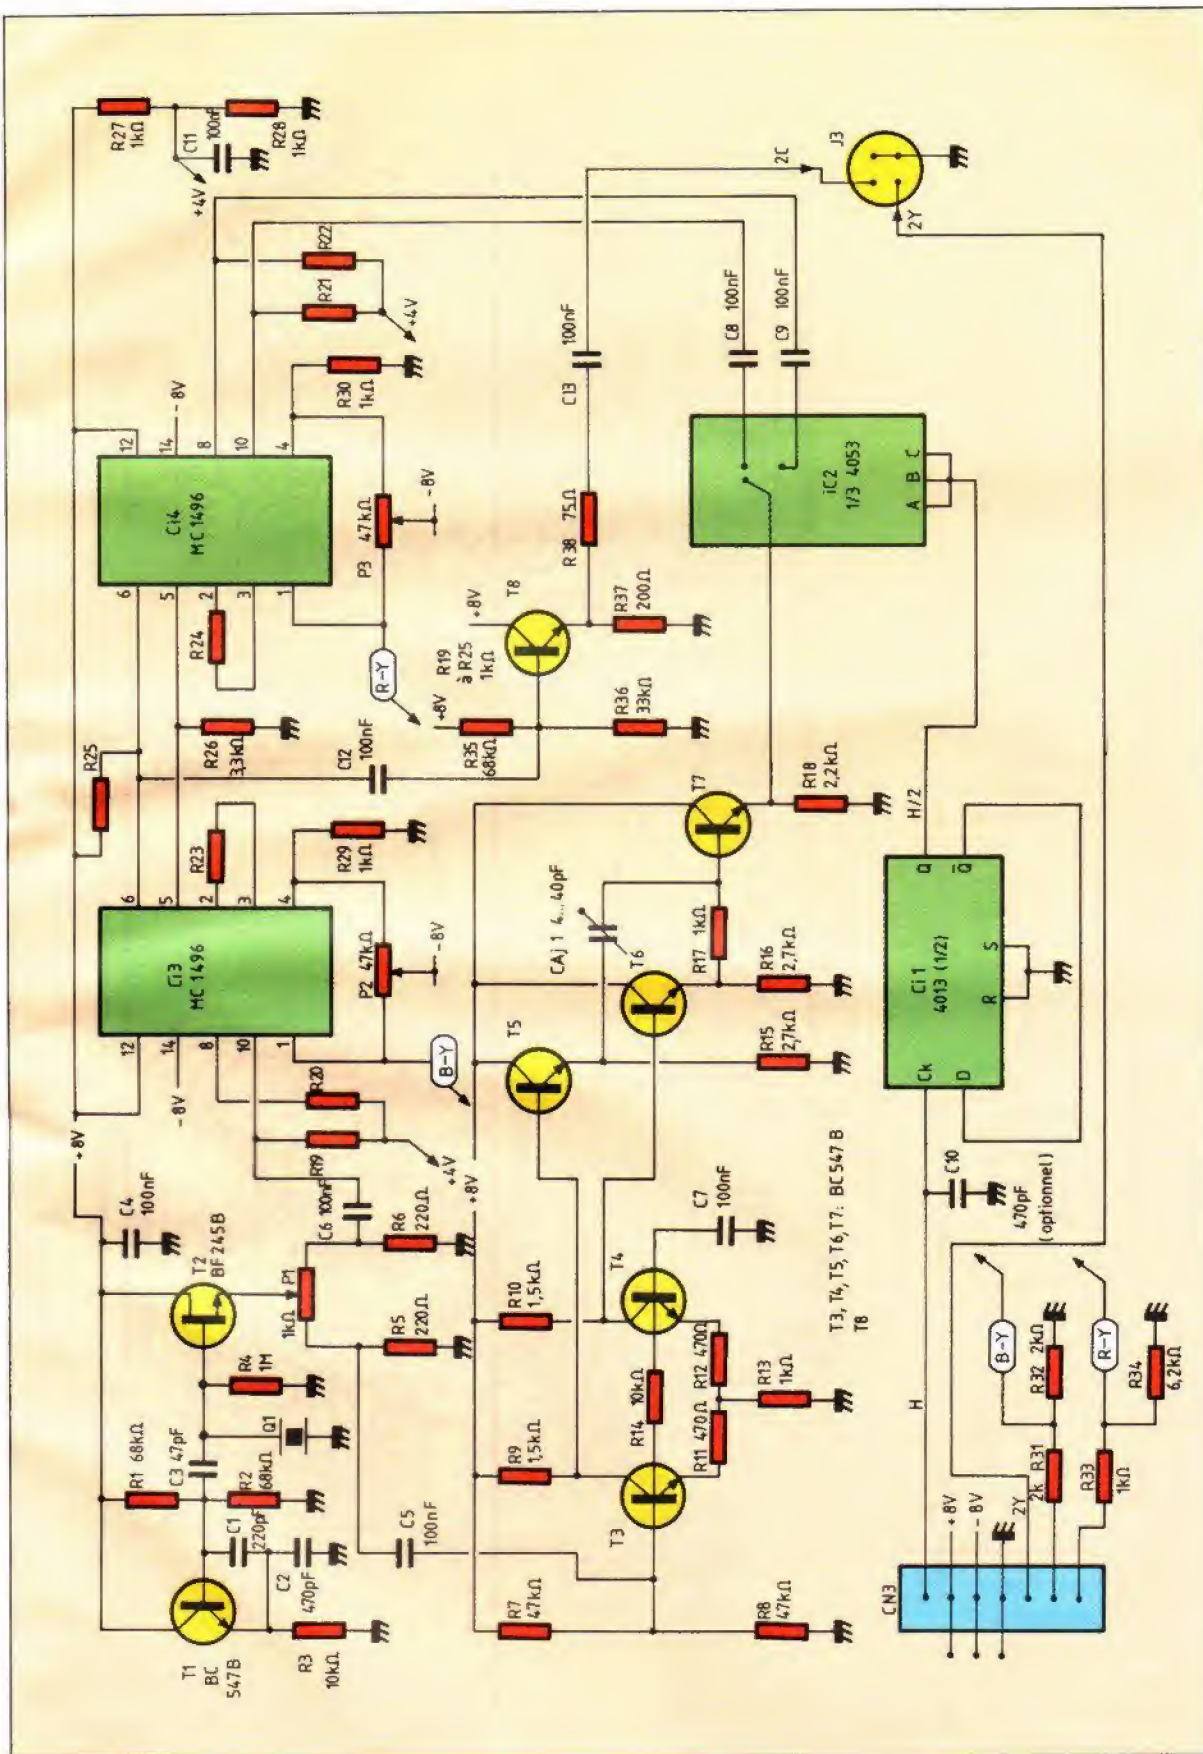 T1
BC
547B
R1 68kΩ
C3 47pF
R2
68kΩ
C1
220pF
C2
470pF
R3
10kΩ
Q1
R4
1M
T2
BF 245B
C4
100nF
+8V
P1
1kΩ
R5
220Ω
R6
220Ω
C6 100nF
R19
R20
+4V
-8V
12
14
8
10
1
Ci3
MC 1496
6
5
2
3
4
P2
47kΩ
-8V
B-Y
R23
R29
1kΩ
R25
R26
3,3kΩ
C12
100nF
6
5
2
3
1
R24
Ci4
MC 1496
12
14
8
10
4
-8V
P3
47kΩ
-8V
R-Y
R30
1kΩ
R21
R22
+4V
R27
1kΩ
C11
100nF
R28
1kΩ
+4V
+8V
R7
47kΩ
R8
47kΩ
C5
100nF
R9
1,5kΩ
R10
1,5kΩ
T3
T4
R14
10kΩ
R11 470Ω
R12 470Ω
R13
1kΩ
C7
100nF
T3, T4, T5, T6, T7: BC 547 B
T8
T5
T6
CAj 1 4...40pF
R15
2,7kΩ
R16
2,7kΩ
R17 1kΩ
T7
R18
2,2kΩ
+8V
R35
68kΩ
R36
33kΩ
R19
à R25
1kΩ
+8V
T8
R37
200Ω
R38 75Ω
C13 100nF
2C
J3
2Y
C8 100nF
C9 100nF
iC2
1/3 4053
A B C
CN3
H
+8V
-8V
2Y
R31
2k
R32 2kΩ
B-Y
R33
1kΩ
R-Y
R34
6,2kΩ
C10
470pF
(optionnel)
Ck
D
Ci1
4013 (1/2)
R S
Q
Q̅
H/2